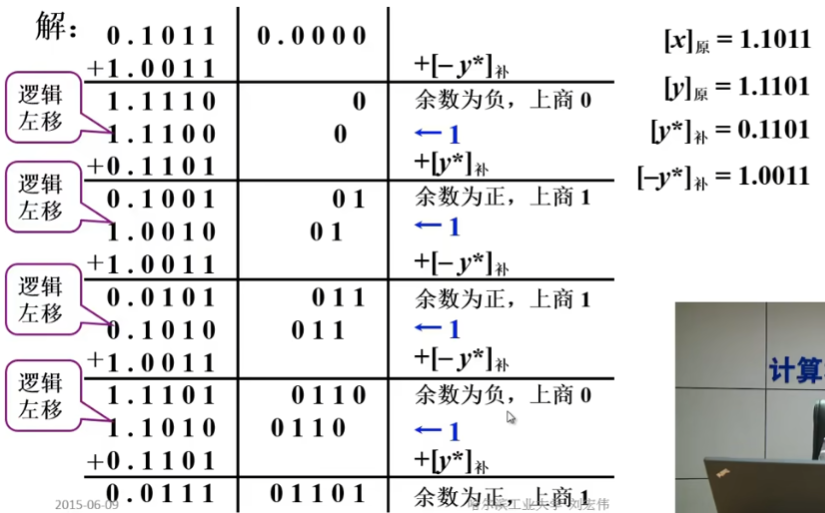 解: 0.1011 0.0000 [x]原 = 1.1011
+1.0011 +[−y*]补
逻辑左移 1.1110 0 余数为负，上商 0 [y]原 = 1.1101
1.1100 0 ←1 [y*]补 = 0.1101
+0.1101 +[y*]补
逻辑左移 0.1001 01 余数为正，上商 1 [−y*]补 = 1.0011
1.0010 01 ←1
+1.0011 +[−y*]补
逻辑左移 0.0101 011 余数为正，上商 1
0.1010 011 ←1
+1.0011 +[−y*]补
逻辑左移 1.1101 0110 余数为负，上商 0
1.1010 0110 ←1
+0.1101 +[y*]补
0.0111 01101 余数为正，上商 1
2015-06-09 哈尔滨工业大学 刘宏伟
计算